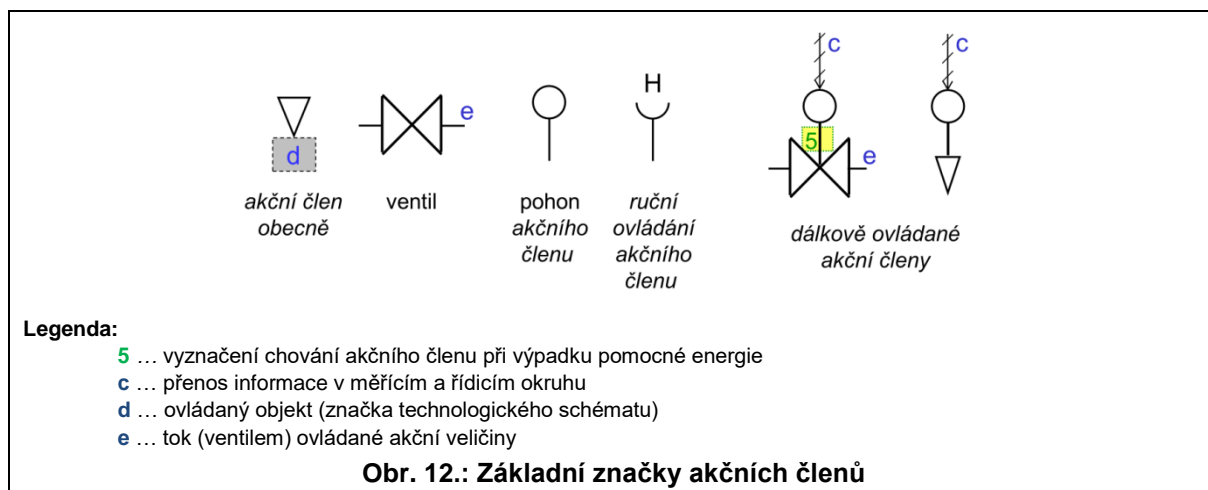 c
c
H
e
d
5
e
akční člen
obecně
ventil
pohon
akčního
členu
ruční
ovládání
akčního
členu
dálkově ovládané
akční členy
Legenda:
5 … vyznačení chování akčního členu při výpadku pomocné energie
c … přenos informace v měřícím a řídicím okruhu
d … ovládaný objekt (značka technologického schématu)
e … tok (ventilem) ovládané akční veličiny
Obr. 12.: Základní značky akčních členů